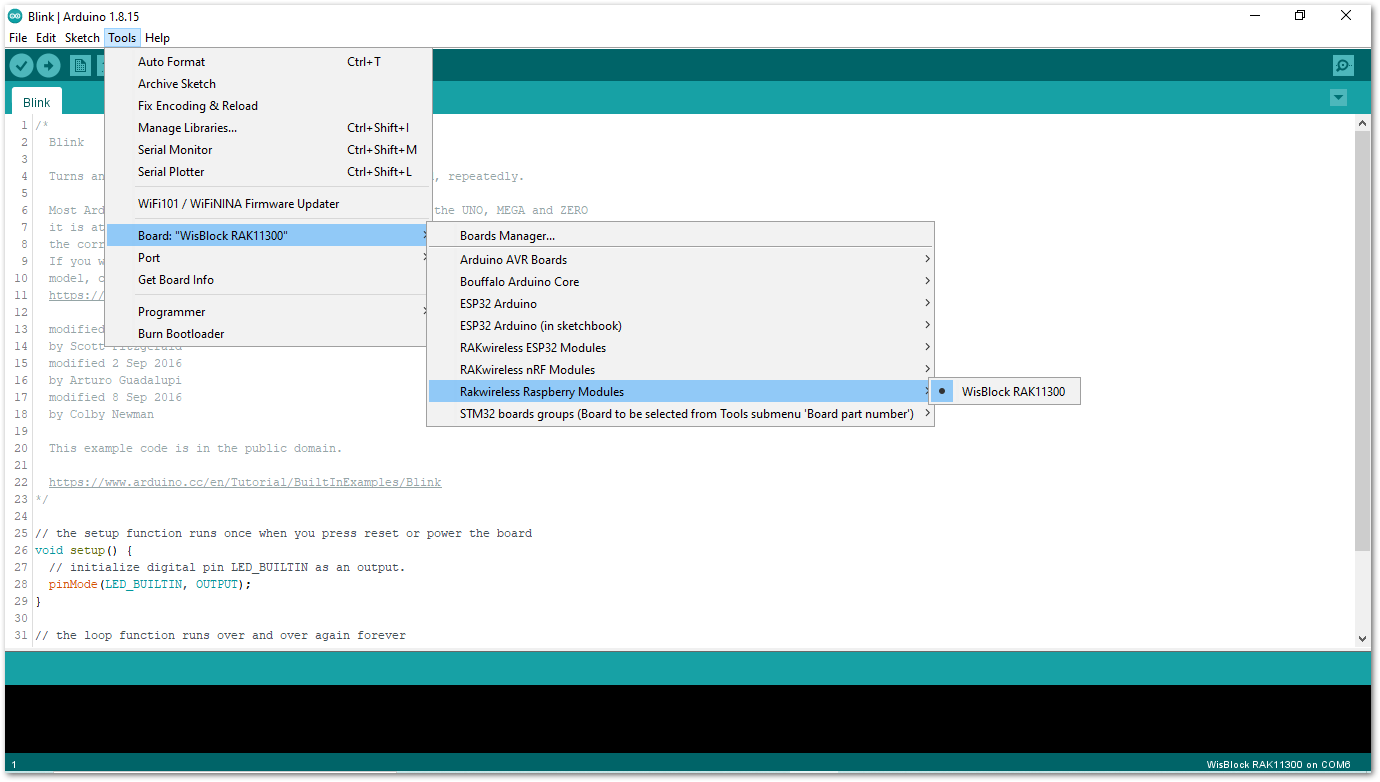 Blink | Arduino 1.8.15
File Edit Sketch Tools Help
Auto Format Ctrl+T
Archive Sketch
Fix Encoding & Reload
Manage Libraries... Ctrl+Shift+I
Serial Monitor Ctrl+Shift+M
Serial Plotter Ctrl+Shift+L
WiFi101 / WiFiNINA Firmware Updater
Board: "WisBlock RAK11300"
Port
Get Board Info
Programmer
Burn Bootloader
Boards Manager...
Arduino AVR Boards
Bouffalo Arduino Core
ESP32 Arduino
ESP32 Arduino (in sketchbook)
RAKwireless ESP32 Modules
RAKwireless nRF Modules
Rakwireless Raspberry Modules
STM32 boards groups (Board to be selected from Tools submenu 'Board part number')
WisBlock RAK11300
Blink
1 /*
2 Blink
3
4 Turns an , repeatedly.
5
6 Most Ard the UNO, MEGA and ZERO
7 it is at
8 the corr
9 If you w
10 model, c
11 https://
12
13 modified
14 by Scott Fitzgerald
15 modified 2 Sep 2016
16 by Arturo Guadalupi
17 modified 8 Sep 2016
18 by Colby Newman
19
20 This example code is in the public domain.
21
22 https://www.arduino.cc/en/Tutorial/BuiltInExamples/Blink
23 */
24
25 // the setup function runs once when you press reset or power the board
26 void setup() {
27 // initialize digital pin LED_BUILTIN as an output.
28 pinMode(LED_BUILTIN, OUTPUT);
29 }
30
31 // the loop function runs over and over again forever
1 WisBlock RAK11300 on COM6